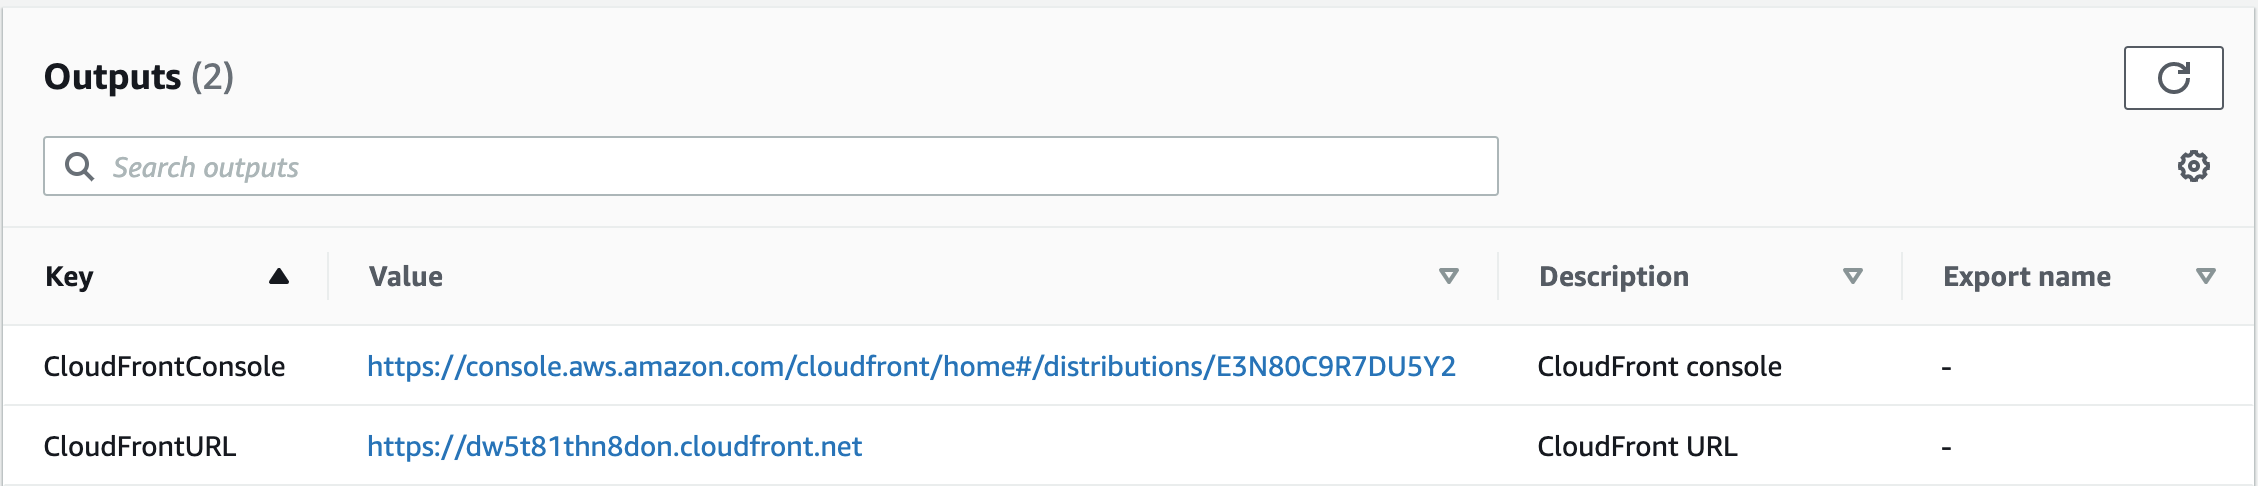 Outputs (2)
Search outputs
Key Value Description Export name
CloudFrontConsole https://console.aws.amazon.com/cloudfront/home#/distributions/E3N80C9R7DU5Y2 CloudFront console -
CloudFrontURL https://dw5t81thn8don.cloudfront.net CloudFront URL -